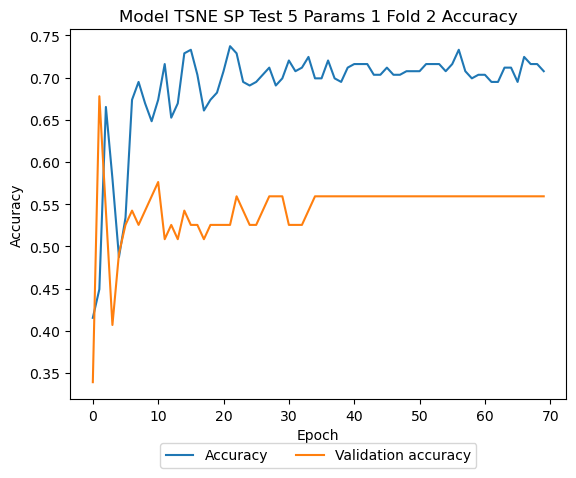 Model TSNE SP Test 5 Params 1 Fold 2 Accuracy
0.75
0.70
0.65
0.60
0.55
0.50
0.45
0.40
0.35
Accuracy
0 10 20 30 40 50 60 70
Epoch
Accuracy Validation accuracy